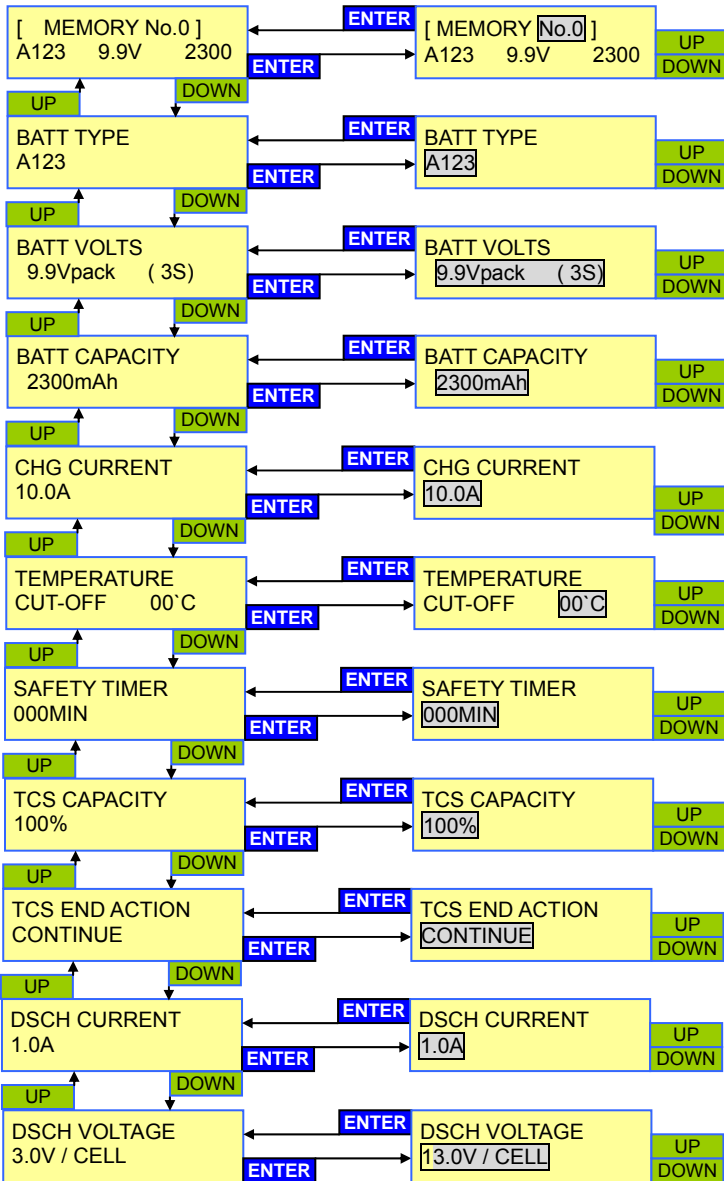 ENTER
[ MEMORY No.0 ]
A123 9.9V 2300
[ MEMORY No.0 ]
A123 9.9V 2300
UP
DOWN
ENTER
DOWN
UP
ENTER
BATT TYPE
A123
BATT TYPE
A123
UP
DOWN
ENTER
DOWN
UP
ENTER
BATT VOLTS
9.9Vpack ( 3S)
BATT VOLTS
9.9Vpack ( 3S)
UP
DOWN
ENTER
DOWN
UP
ENTER
BATT CAPACITY
2300mAh
BATT CAPACITY
2300mAh
UP
DOWN
ENTER
DOWN
UP
ENTER
CHG CURRENT
10.0A
CHG CURRENT
10.0A
UP
DOWN
ENTER
DOWN
UP
ENTER
TEMPERATURE
CUT-OFF 00`C
TEMPERATURE
CUT-OFF 00`C
UP
DOWN
ENTER
DOWN
UP
ENTER
SAFETY TIMER
000MIN
SAFETY TIMER
000MIN
UP
DOWN
ENTER
DOWN
UP
ENTER
TCS CAPACITY
100%
TCS CAPACITY
100%
UP
DOWN
ENTER
DOWN
UP
ENTER
TCS END ACTION
CONTINUE
TCS END ACTION
CONTINUE
UP
DOWN
ENTER
DOWN
UP
ENTER
DSCH CURRENT
1.0A
DSCH CURRENT
1.0A
UP
DOWN
ENTER
DOWN
UP
ENTER
DSCH VOLTAGE
3.0V / CELL
DSCH VOLTAGE
13.0V / CELL
UP
DOWN
ENTER